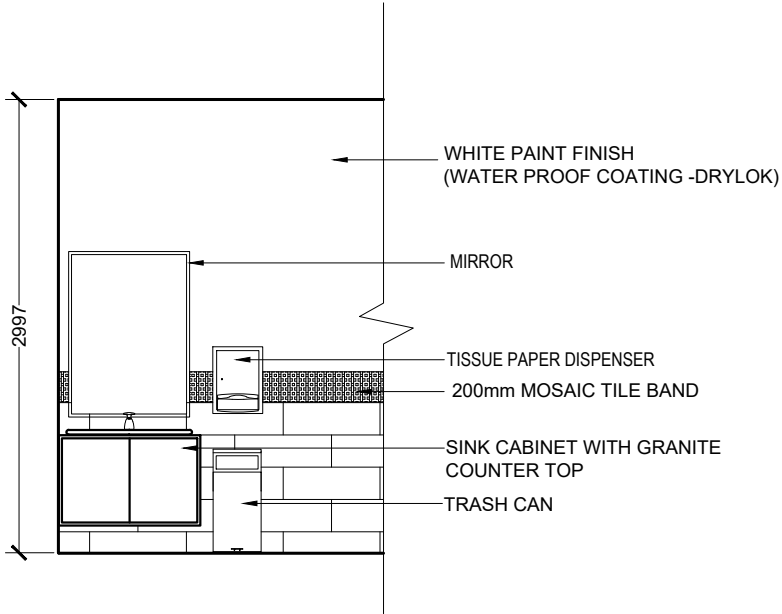 WHITE PAINT FINISH
(WATER PROOF COATING -DRYLOK)
MIRROR
2997
TISSUE PAPER DISPENSER
200mm MOSAIC TILE BAND
SINK CABINET WITH GRANITE
COUNTER TOP
TRASH CAN